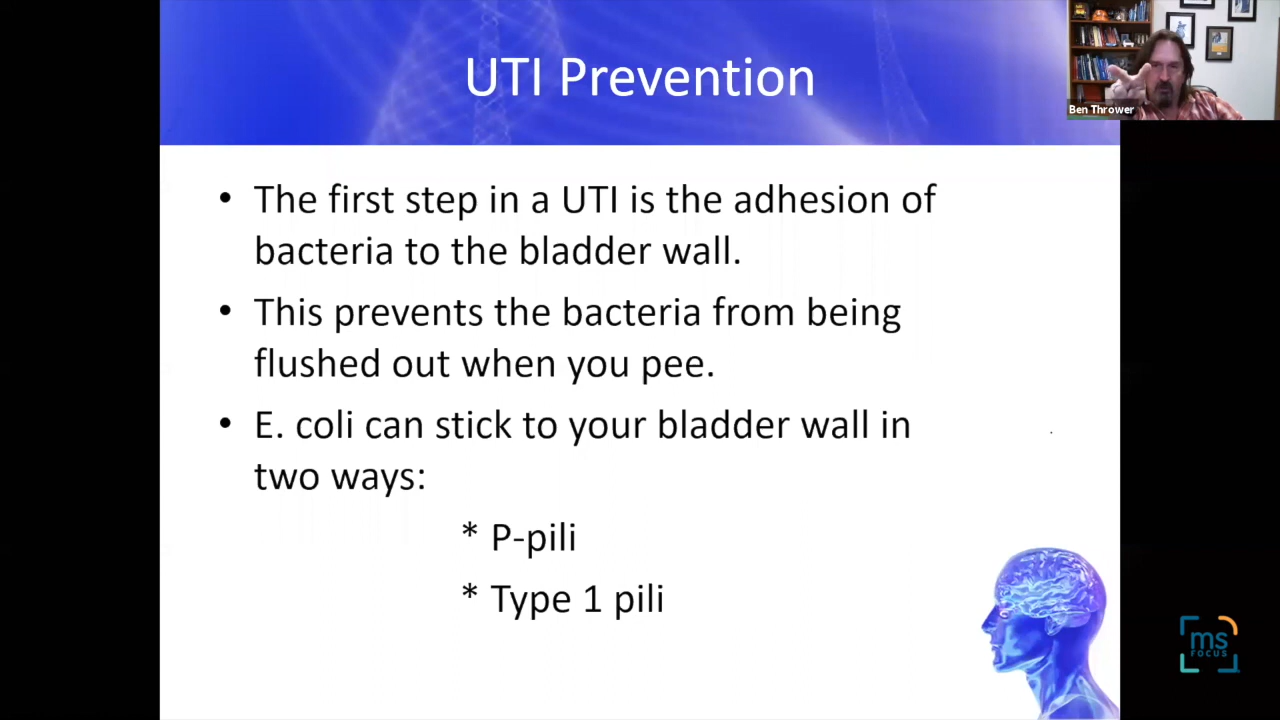 UTI Prevention
Ben Thrower
• The first step in a UTI is the adhesion of
bacteria to the bladder wall.
• This prevents the bacteria from being
flushed out when you pee.
• E. coli can stick to your bladder wall in
two ways:
* P-pili
* Type 1 pili
ms
FOCUS